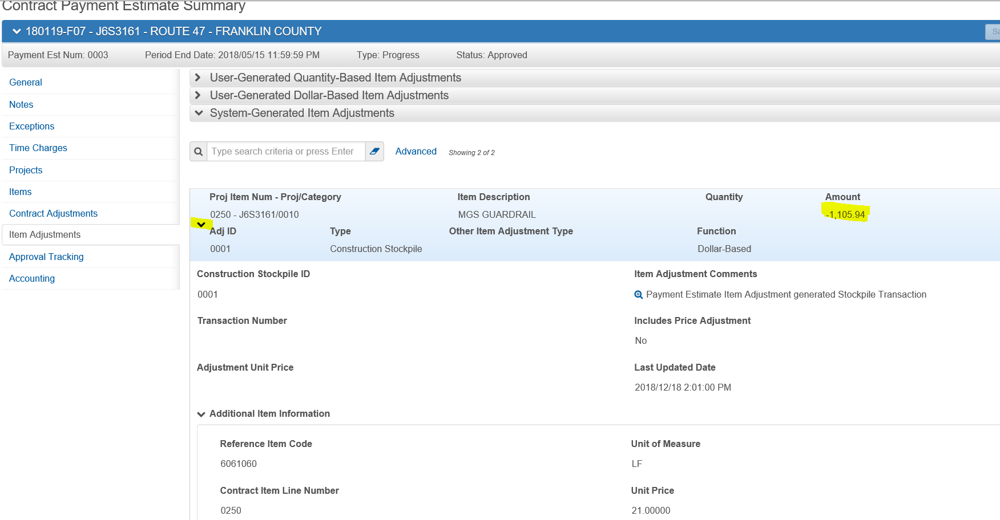 Contract Payment Estimate Summary
180119-F07 - J6S3161 - ROUTE 47 - FRANKLIN COUNTY
Payment Est Num: 0003 Period End Date: 2018/05/15 11:59:59 PM Type: Progress Status: Approved
General
Notes
Exceptions
Time Charges
Projects
Items
Contract Adjustments
Item Adjustments
Approval Tracking
Accounting
User-Generated Quantity-Based Item Adjustments
User-Generated Dollar-Based Item Adjustments
System-Generated Item Adjustments
Type search criteria or press Enter Advanced Showing 2 of 2
Proj Item Num - Proj/Category Item Description Quantity Amount
0250 - J6S3161/0010 MGS GUARDRAIL -1,105.94
Adj ID Type Other Item Adjustment Type Function
0001 Construction Stockpile Dollar-Based
Construction Stockpile ID Item Adjustment Comments
0001 Payment Estimate Item Adjustment generated Stockpile Transaction
Transaction Number Includes Price Adjustment
No
Adjustment Unit Price Last Updated Date
2018/12/18 2:01:00 PM
Additional Item Information
Reference Item Code Unit of Measure
6061060 LF
Contract Item Line Number Unit Price
0250 21.00000